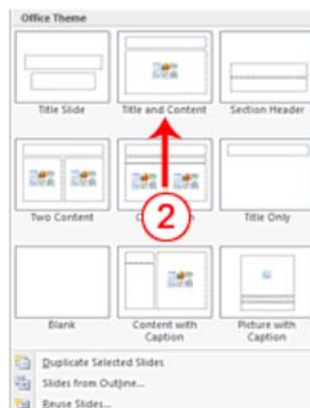 Office Theme
Title Slide
Title and Content
Section Header
Two Content
2
Title Only
Blank
Content with
Caption
Picture with
Caption
Duplicate Selected Slides
Slides from Outline...
Reuse Slides...